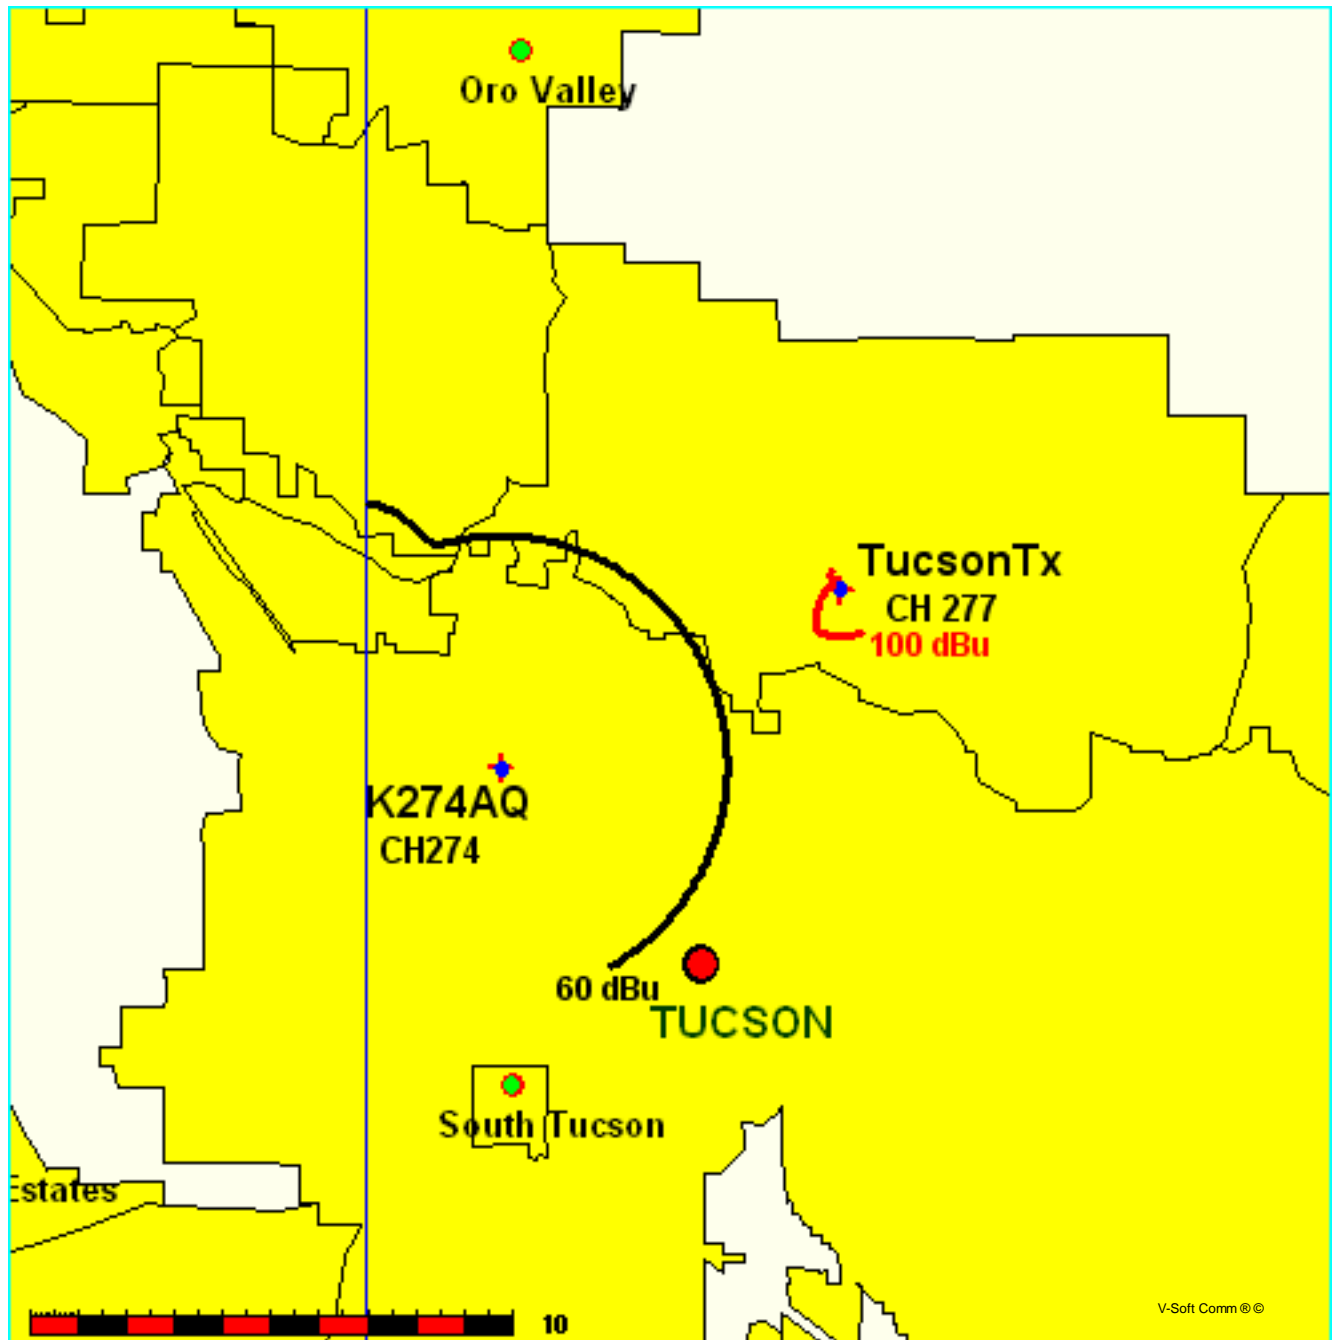 Oro Valley
TucsonTx
CH 277
100 dBu
K274AQ
CH274
60 dBu
TUCSON
South Tucson
Estates
10
V-Soft Comm ® ©